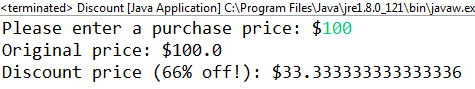 <terminated> Discount [Java Application] C:\Program Files\Java\jre1.8.0_121\bin\javaw.ex
Please enter a purchase price: $100
Original price: $100.0
Discount price (66% off!): $33.333333333333336